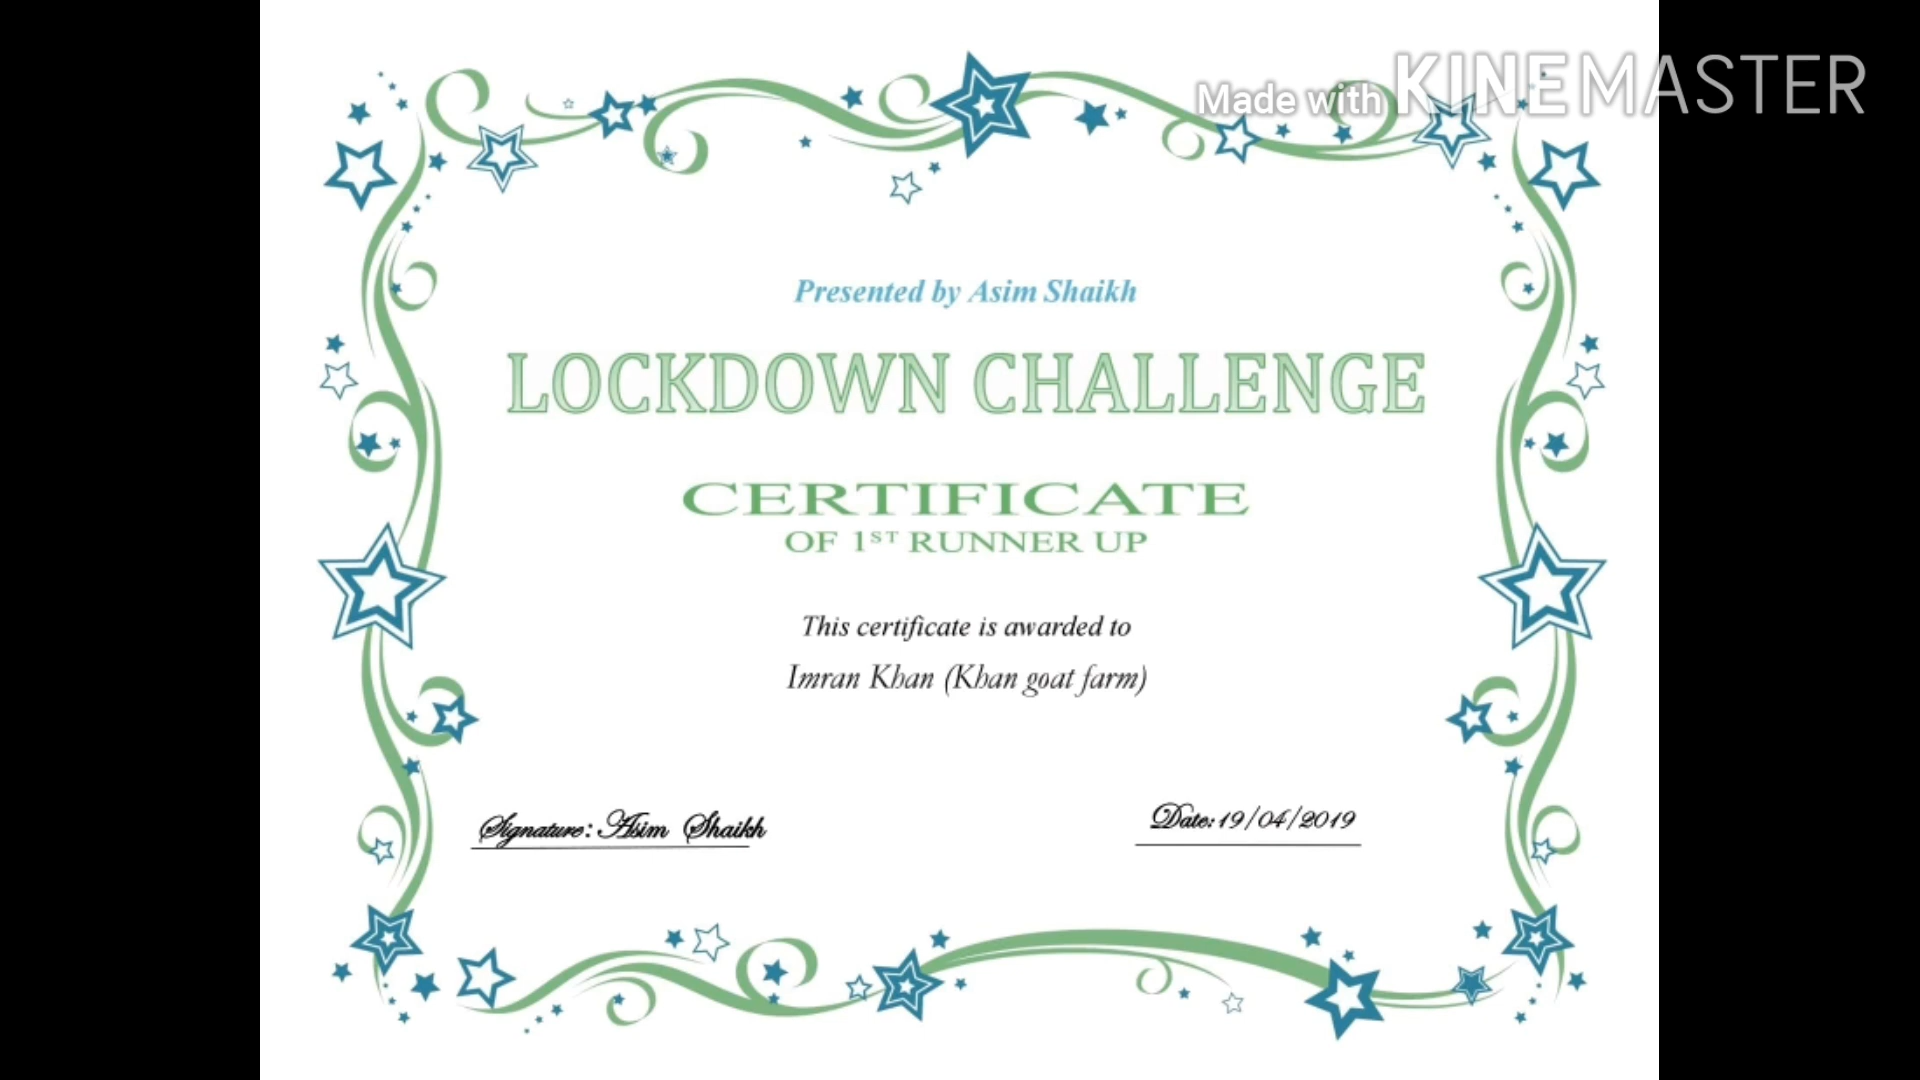 Made with KINEMASTER
Presented by Asim Shaikh
LOCKDOWN CHALLENGE
CERTIFICATE
OF 1ST RUNNER UP
This certificate is awarded to
Imran Khan (Khan goat farm)
Signature: Asim Shaikh
Date: 19/04/2019